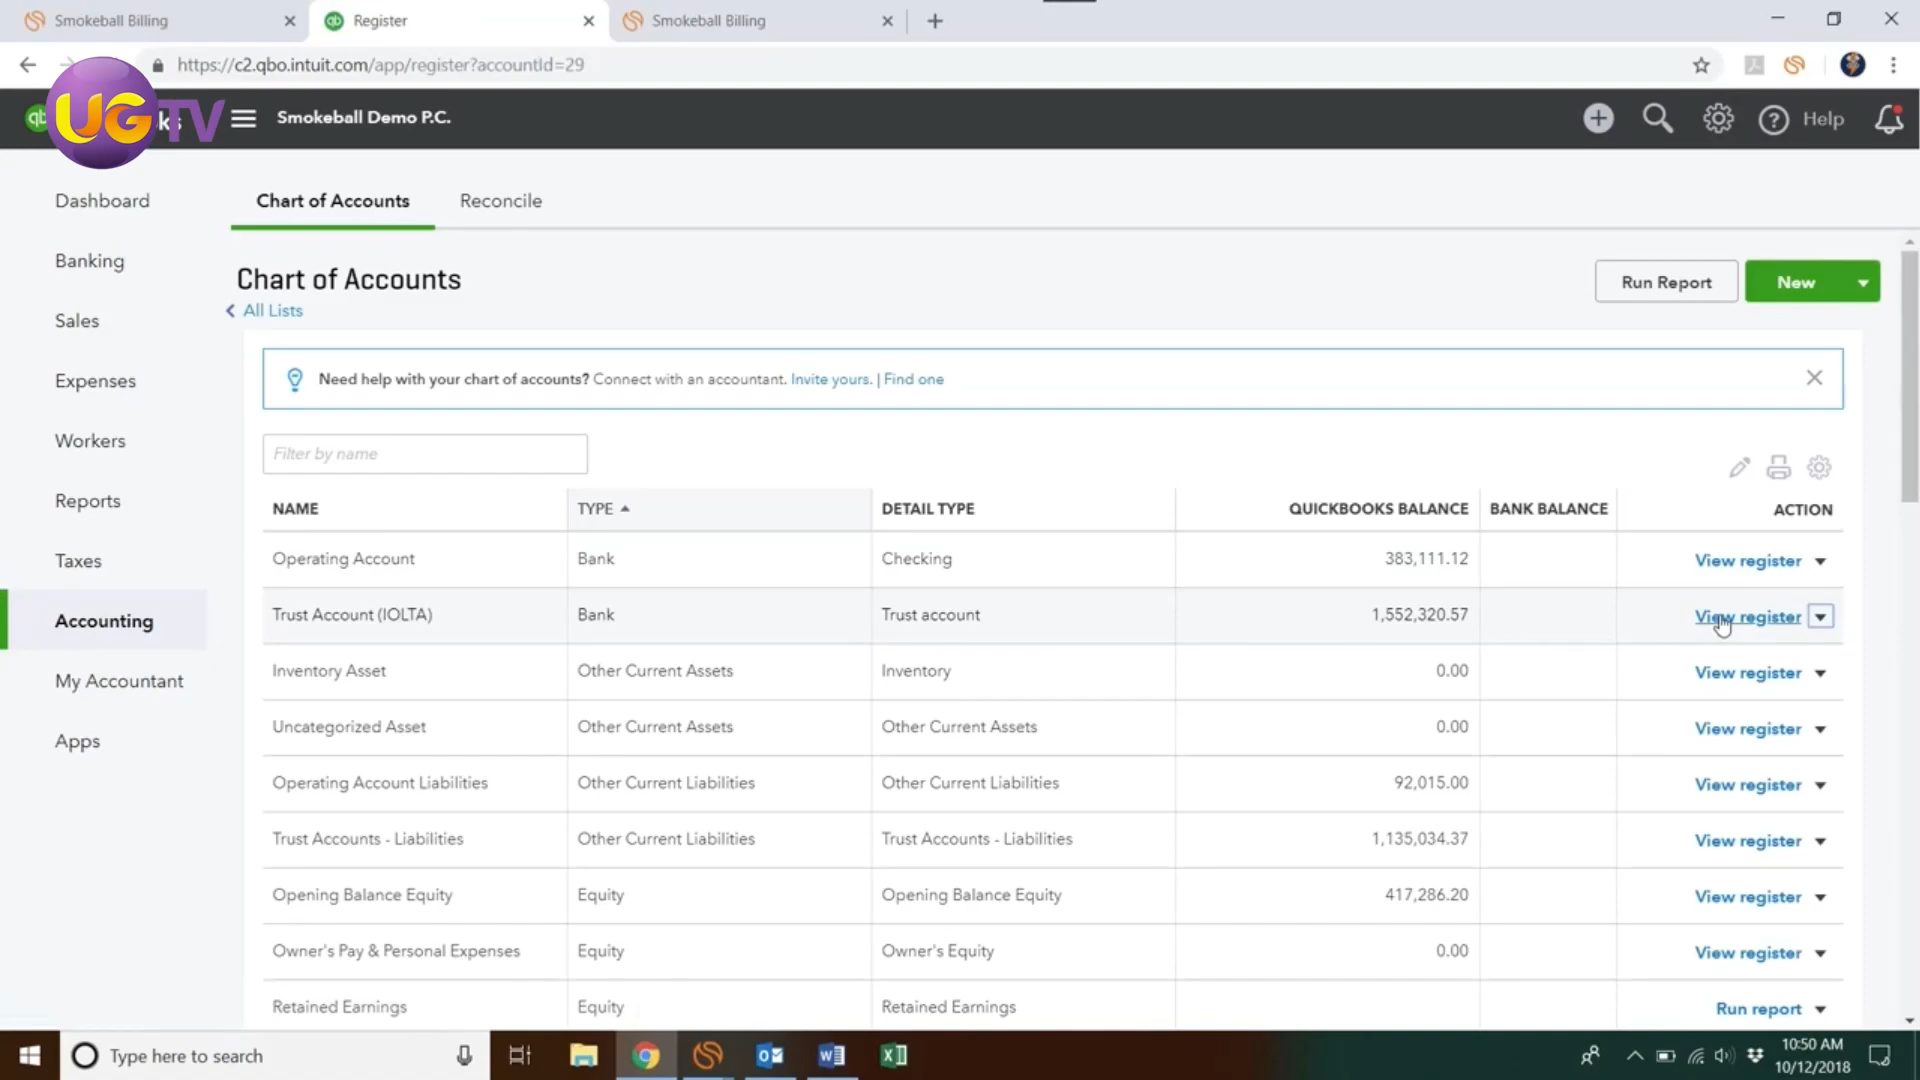 Smokeball Billing
Register
Smokeball Billing
https://c2.qbo.intuit.com/app/register?accountId=29
UGTV
qb
ks
Smokeball Demo P.C.
Help
Dashboard
Banking
Sales
Expenses
Workers
Reports
Taxes
Accounting
My Accountant
Apps
Chart of Accounts Reconcile
Chart of Accounts
All Lists
Run Report New
Need help with your chart of accounts? Connect with an accountant. Invite yours. | Find one
Filter by name
NAME TYPE DETAIL TYPE QUICKBOOKS BALANCE BANK BALANCE ACTION
Operating Account Bank Checking 383,111.12 View register
Trust Account (IOLTA) Bank Trust account 1,552,320.57 View register
Inventory Asset Other Current Assets Inventory 0.00 View register
Uncategorized Asset Other Current Assets Other Current Assets 0.00 View register
Operating Account Liabilities Other Current Liabilities Other Current Liabilities 92,015.00 View register
Trust Accounts - Liabilities Other Current Liabilities Trust Accounts - Liabilities 1,135,034.37 View register
Opening Balance Equity Equity Opening Balance Equity 417,286.20 View register
Owner's Pay & Personal Expenses Equity Owner's Equity 0.00 View register
Retained Earnings Equity Retained Earnings Run report
Type here to search
10:50 AM
10/12/2018